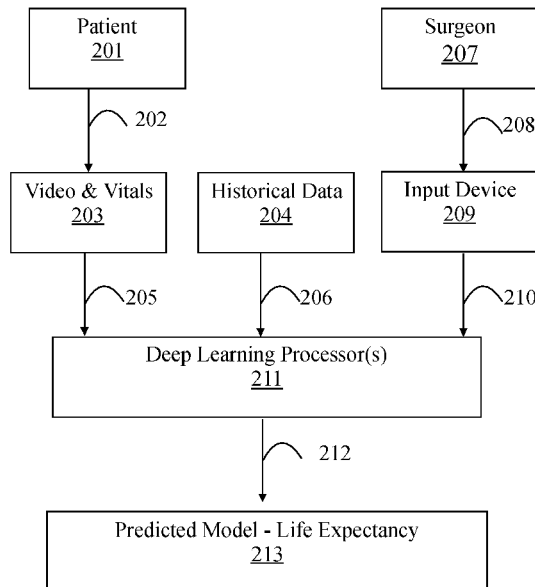 Patient
201
Surgeon
207
202
208
Video & Vitals
203
Historical Data
204
Input Device
209
205
206
210
Deep Learning Processor(s)
211
212
Predicted Model - Life Expectancy
213